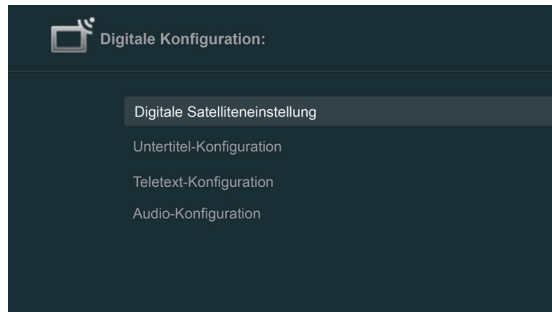 Digitale Konfiguration:
Digitale Satelliteneinstellung
Untertitel-Konfiguration
Teletext-Konfiguration
Audio-Konfiguration